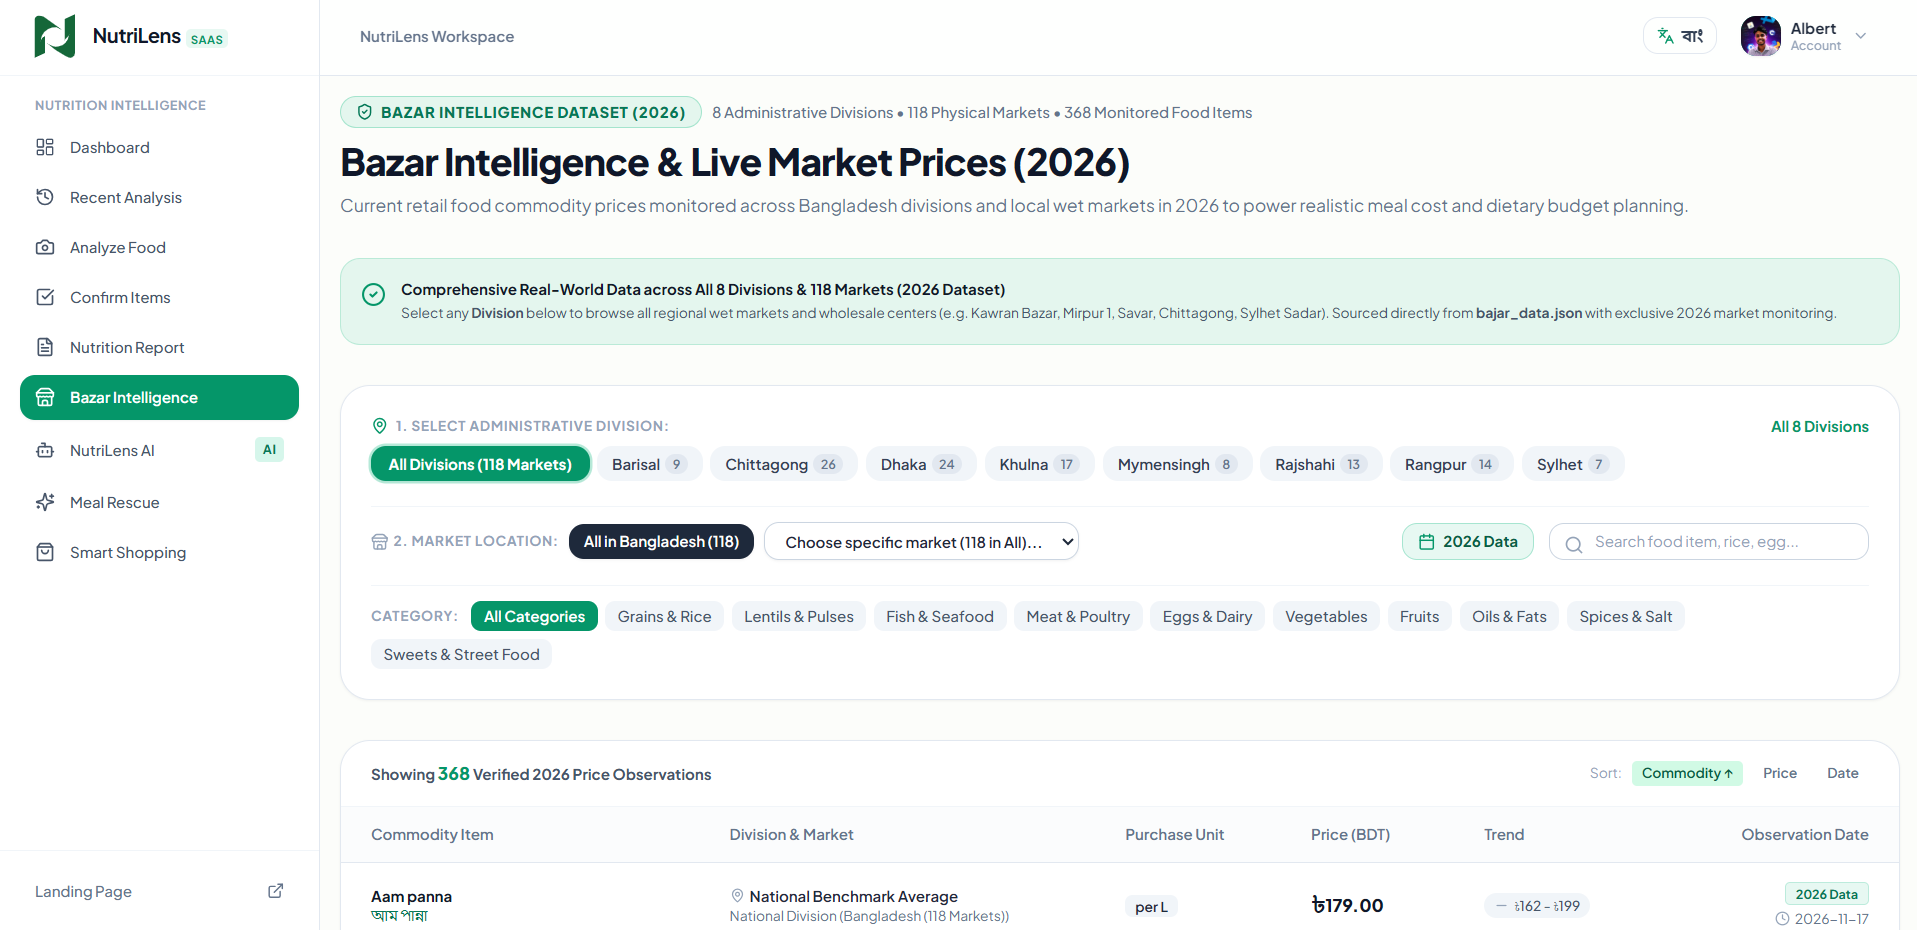 NutriLens SAAS
NutriLens Workspace
বাং
Albert
Account
NUTRITION INTELLIGENCE
Dashboard
Recent Analysis
Analyze Food
Confirm Items
Nutrition Report
Bazar Intelligence
NutriLens AI AI
Meal Rescue
Smart Shopping
Landing Page
BAZAR INTELLIGENCE DATASET (2026) 8 Administrative Divisions • 118 Physical Markets • 368 Monitored Food Items
Bazar Intelligence & Live Market Prices (2026)
Current retail food commodity prices monitored across Bangladesh divisions and local wet markets in 2026 to power realistic meal cost and dietary budget planning.
Comprehensive Real-World Data across All 8 Divisions & 118 Markets (2026 Dataset)
Select any Division below to browse all regional wet markets and wholesale centers (e.g. Kawran Bazar, Mirpur 1, Savar, Chittagong, Sylhet Sadar). Sourced directly from bajar_data.json with exclusive 2026 market monitoring.
1. SELECT ADMINISTRATIVE DIVISION: All 8 Divisions
All Divisions (118 Markets) Barisal 9 Chittagong 26 Dhaka 24 Khulna 17 Mymensingh 8 Rajshahi 13 Rangpur 14 Sylhet 7
2. MARKET LOCATION: All in Bangladesh (118) Choose specific market (118 in All)... 2026 Data Search food item, rice, egg...
CATEGORY: All Categories Grains & Rice Lentils & Pulses Fish & Seafood Meat & Poultry Eggs & Dairy Vegetables Fruits Oils & Fats Spices & Salt
Sweets & Street Food
Showing 368 Verified 2026 Price Observations Sort: Commodity ↑ Price Date
Commodity Item Division & Market Purchase Unit Price (BDT) Trend Observation Date
Aam panna National Benchmark Average per L ৳179.00 — ৳162 - ৳199 2026 Data
আম পান্না National Division (Bangladesh (118 Markets)) 2026-11-17